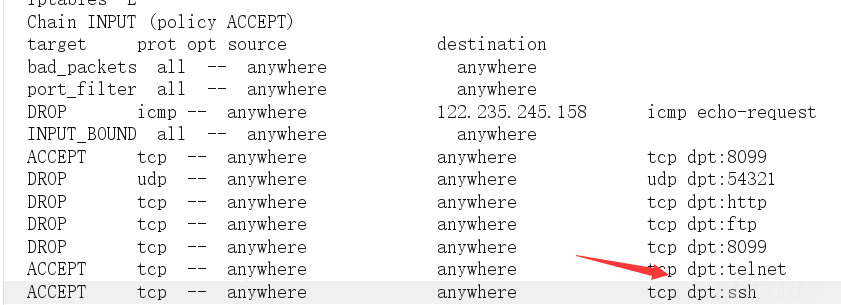 iptables -L
Chain INPUT (policy ACCEPT)
target prot opt source destination
bad_packets all -- anywhere anywhere
port_filter all -- anywhere anywhere
DROP icmp -- anywhere 122.235.245.158 icmp echo-request
INPUT_BOUND all -- anywhere anywhere
ACCEPT tcp -- anywhere anywhere tcp dpt:8099
DROP udp -- anywhere anywhere udp dpt:54321
DROP tcp -- anywhere anywhere tcp dpt:http
DROP tcp -- anywhere anywhere tcp dpt:ftp
DROP tcp -- anywhere anywhere tcp dpt:8099
ACCEPT tcp -- anywhere anywhere tcp dpt:telnet
ACCEPT tcp -- anywhere anywhere tcp dpt:ssh